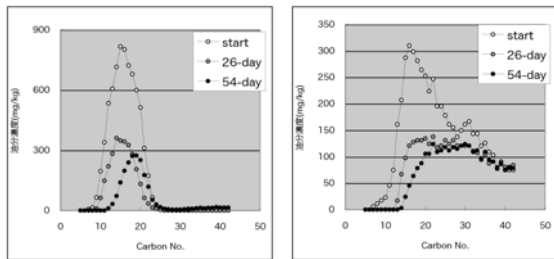 900
600
300
0
油分濃度(mg/kg)
start
26-day
54-day
0 10 20 30 40 50
Carbon No.
350
300
250
200
150
100
50
0
油分濃度(mg/kg)
start
26-day
54-day
0 10 20 30 40 50
Carbon No.